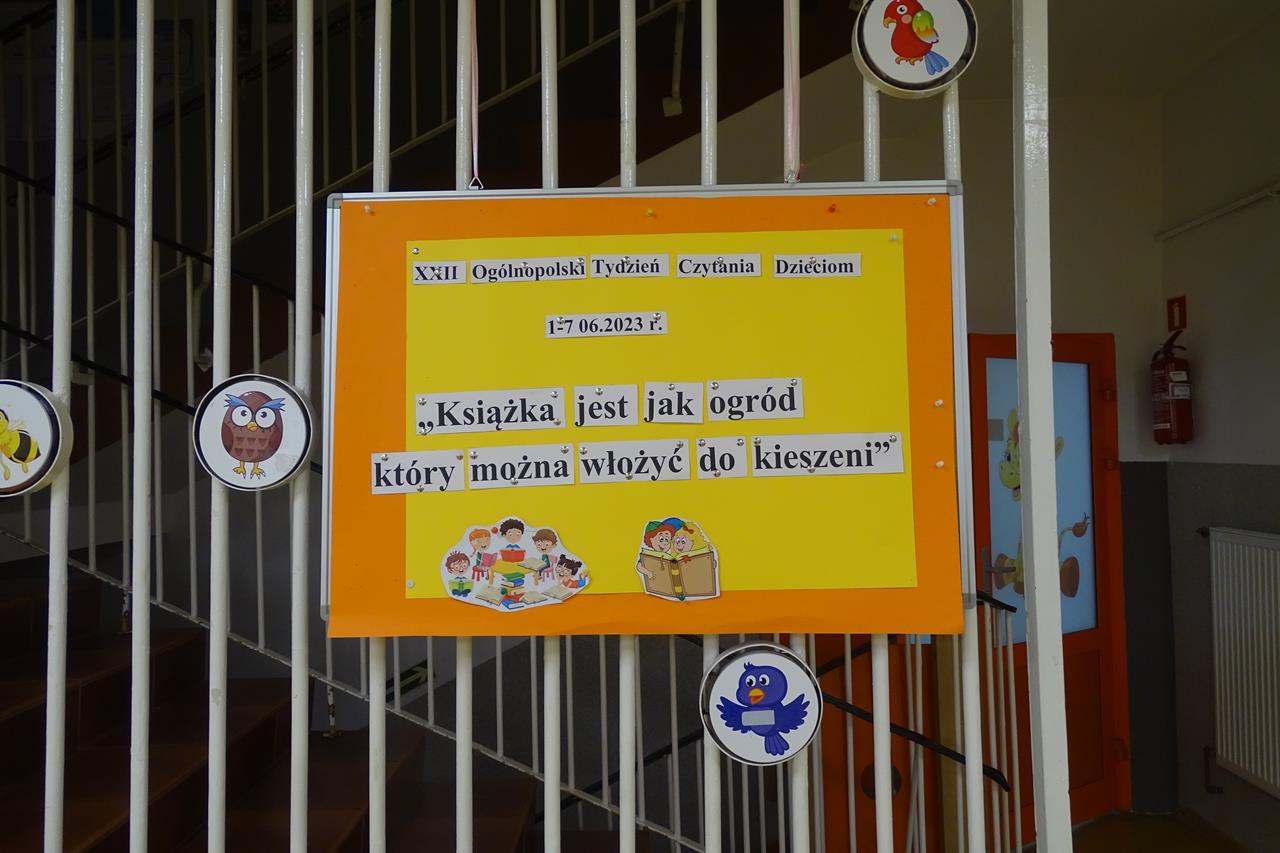 XXII Ogólnopolski Tydzień Czytania Dzieciom
1-7 06.2023 r.
„Książka jest jak ogród
który można włożyć do kieszeni”